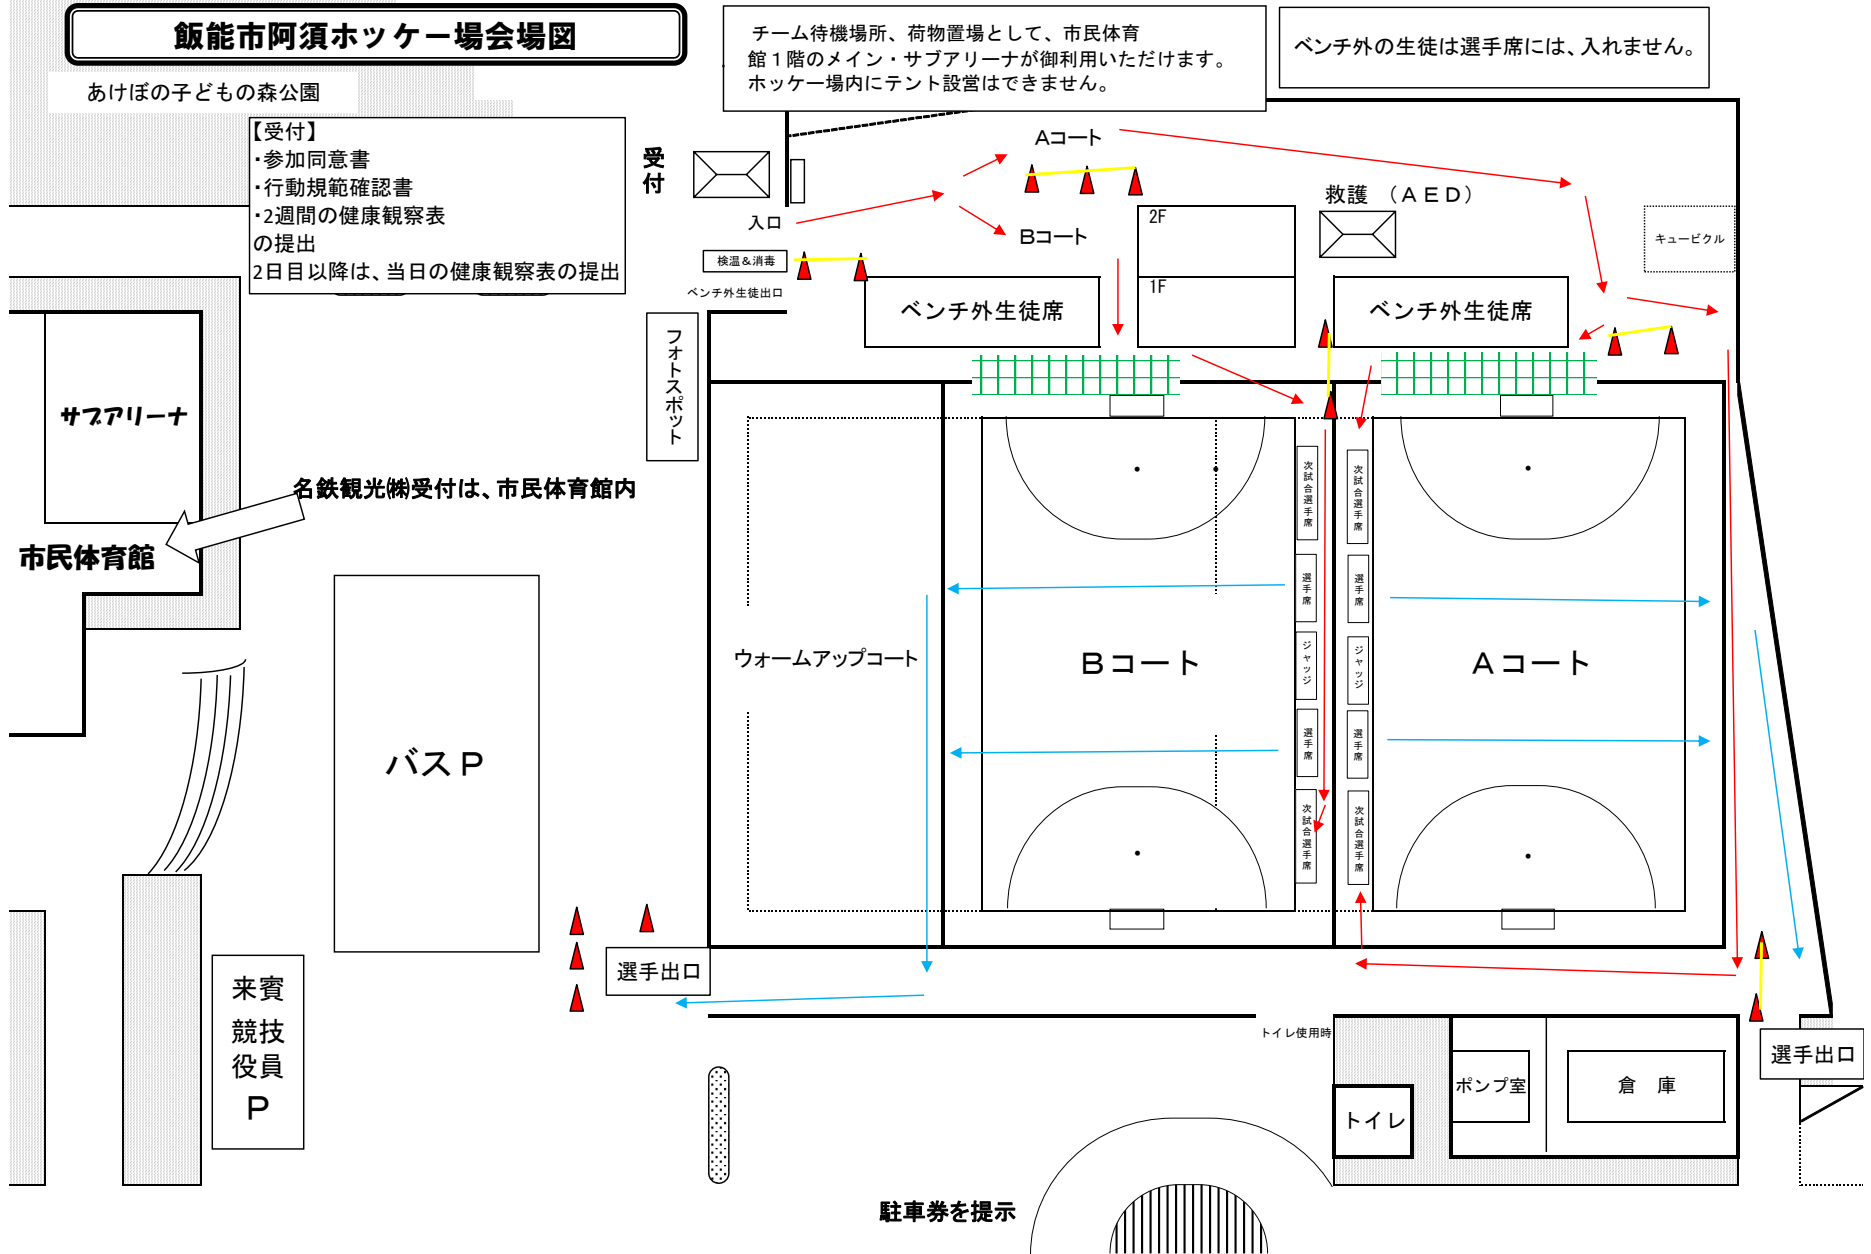 飯能市阿須ホッケー場会場図
チーム待機場所、荷物置場として、市民体育
館１階のメイン・サブアリーナが御利用いただけます。
ホッケー場内にテント設営はできません。
ベンチ外の生徒は選手席には、入れません。
あけぼの子どもの森公園
【受付】
・参加同意書
・行動規範確認書
・2週間の健康観察表
の提出
2日目以降は、当日の健康観察表の提出
受付
入口
検温＆消毒
ベンチ外生徒出口
Aコート
Bコート
2F
1F
救護　（ＡＥＤ）
キュービクル
ベンチ外生徒席
ベンチ外生徒席
フォトスポット
サブアリーナ
名鉄観光㈱受付は、市民体育館内
市民体育館
バスＰ
ウォームアップコート
Ｂコート
Ａコート
次試合選手席
選手席
ジャッジ
選手席
次試合選手席
次試合選手席
選手席
ジャッジ
選手席
次試合選手席
選手出口
来賓
競技
役員
Ｐ
トイレ使用時
トイレ
ポンプ室
倉　庫
選手出口
駐車券を提示